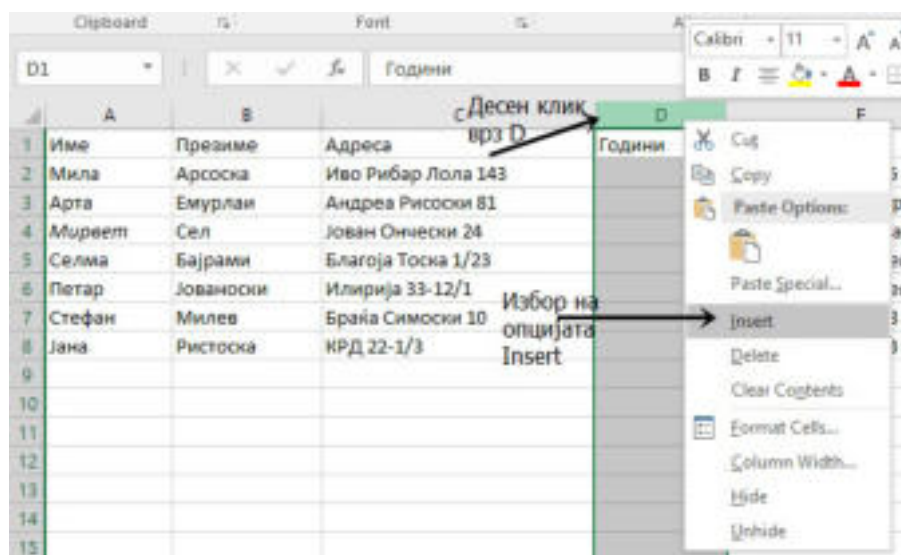 Clipboard Font
Calibri 11 A A
D1 fx Години
B I A
A B C D E
Десен клик
врз D
1 Име Презиме Адреса Години
2 Мила Арсоска Иво Рибар Лола 143
3 Арта Емурлаи Андреа Рисоски 81
4 Мирвет Сел Јован Ончески 24
5 Селма Бајрами Благоја Тоска 1/23
6 Петар Јованоски Илирија 33-12/1
7 Стефан Милев Браќа Симоски 10
8 Јана Ристоска КРД 22-1/3
9
10
11
12
13
14
15
Избор на
опцијата
Insert
Cut
Copy
Paste Options:
Paste Special...
Insert
Delete
Clear Contents
Format Cells...
Column Width...
Hide
Unhide